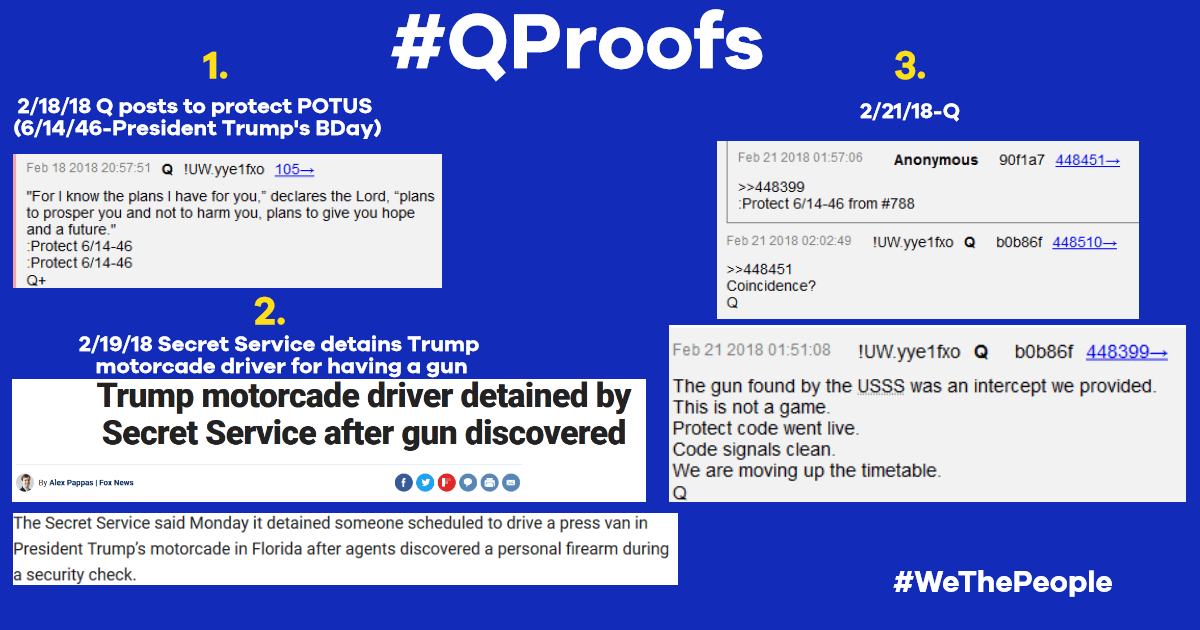 #QProofs
1.
2/18/18 Q posts to protect POTUS
(6/14/46-President Trump's BDay)
Feb 18 2018 20:57:51 Q !UW.yye1fxo 105→
"For I know the plans I have for you,” declares the Lord, “plans
to prosper you and not to harm you, plans to give you hope
and a future."
:Protect 6/14-46
:Protect 6/14-46
Q+
2.
2/19/18 Secret Service detains Trump
motorcade driver for having a gun
Trump motorcade driver detained by
Secret Service after gun discovered
By Alex Pappas | Fox News
The Secret Service said Monday it detained someone scheduled to drive a press van in
President Trump's motorcade in Florida after agents discovered a personal firearm during
a security check.
3.
2/21/18-Q
Feb 21 2018 01:57:06 Anonymous 90f1a7 448451→
>>448399
:Protect 6/14-46 from #788
Feb 21 2018 02:02:49 !UW.yye1fxo Q b0b86f 448510→
>>448451
Coincidence?
Q
Feb 21 2018 01:51:08 !UW.yye1fxo Q b0b86f 448399→
The gun found by the USSS was an intercept we provided.
This is not a game.
Protect code went live.
Code signals clean.
We are moving up the timetable.
Q
#WeThePeople